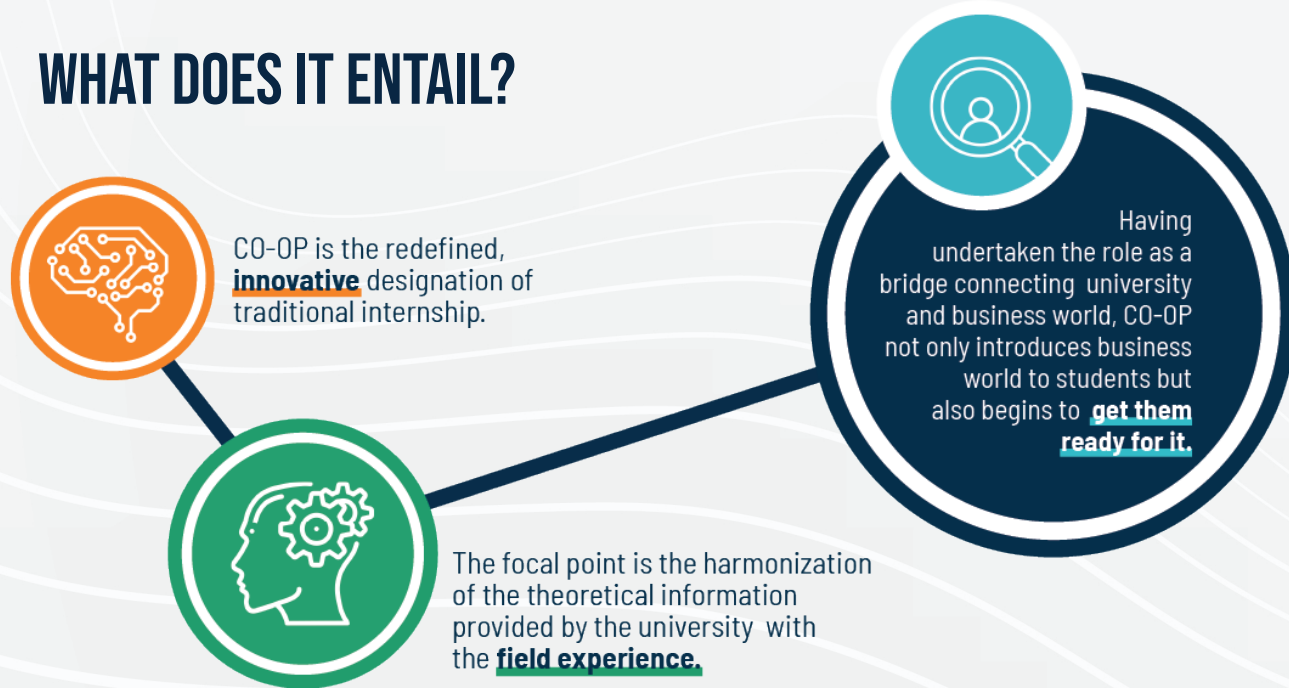 WHAT DOES IT ENTAIL?
CO-OP is the redefined,
innovative designation of
traditional internship.
The focal point is the harmonization
of the theoretical information
provided by the university with
the field experience.
Having
undertaken the role as a
bridge connecting university
and business world, CO-OP
not only introduces business
world to students but
also begins to get them
ready for it.